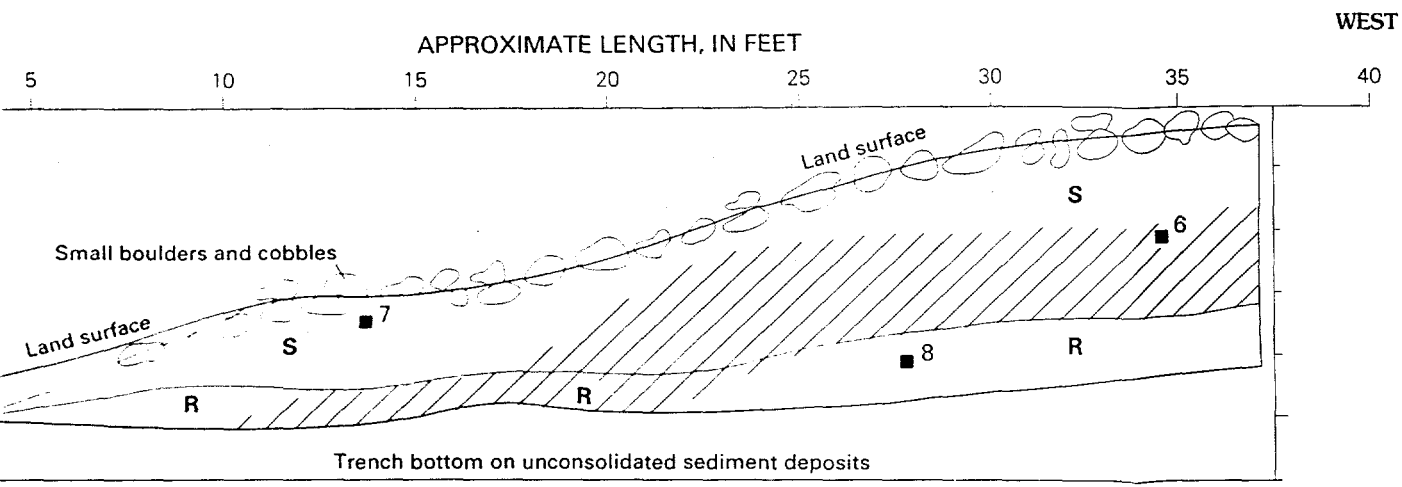 WEST
APPROXIMATE LENGTH, IN FEET
5 10 15 20 25 30 35 40
Land surface
S
6
Small boulders and cobbles
7
Land surface
S
8
R
R
R
Trench bottom on unconsolidated sediment deposits